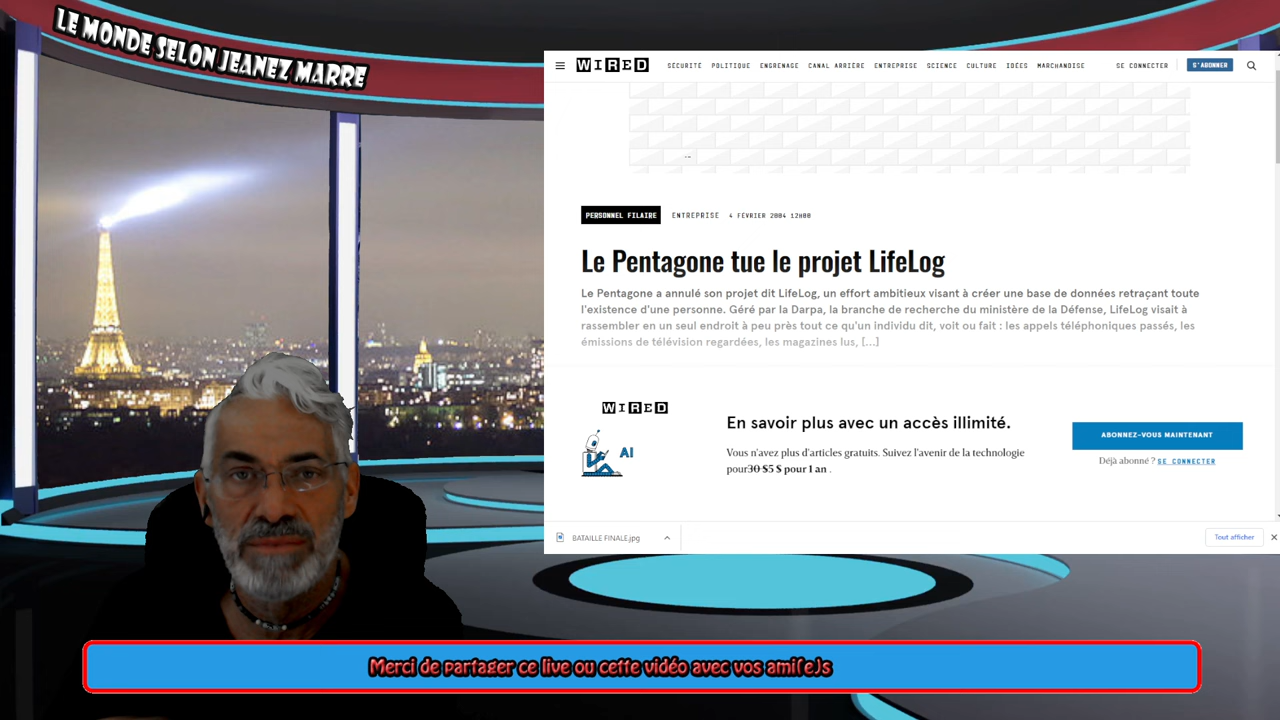 LE MONDE SELON JEANEZ MARRE
WIRED
SÉCURITÉ POLITIQUE ENGRENAGE CANAL ARRIÈRE ENTREPRISE SCIENCE CULTURE IDÉES MARCHANDISE SE CONNECTER S'ABONNER
PERSONNEL FILAIRE ENTREPRISE 4 FÉVRIER 2004 12H00
Le Pentagone tue le projet LifeLog
Le Pentagone a annulé son projet dit LifeLog, un effort ambitieux visant à créer une base de données retraçant toute
l'existence d'une personne. Géré par la Darpa, la branche de recherche du ministère de la Défense, LifeLog visait à
rassembler en un seul endroit à peu près tout ce qu'un individu dit, voit ou fait : les appels téléphoniques passés, les
émissions de télévision regardées, les magazines lus, [...]
WIRED
AI
En savoir plus avec un accès illimité.
Vous n'avez plus d'articles gratuits. Suivez l'avenir de la technologie
pour30 $5 $ pour 1 an .
ABONNEZ-VOUS MAINTENANT
Déjà abonné ? SE CONNECTER
BATAILLE FINALE.jpg
Tout afficher
Merci de partager ce live ou cette vidéo avec vos ami(e)s